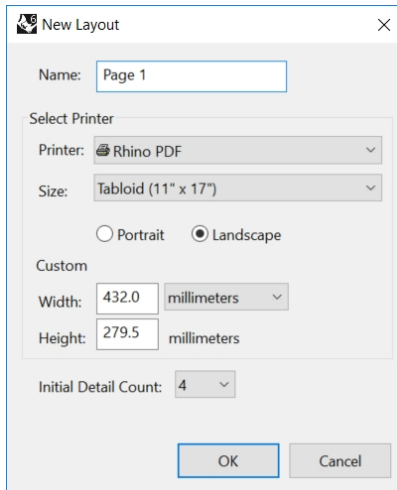 New Layout
Name: Page 1
Select Printer
Printer: Rhino PDF
Size: Tabloid (11" x 17")
Portrait Landscape
Custom
Width: 432.0 millimeters
Height: 279.5 millimeters
Initial Detail Count: 4
OK Cancel